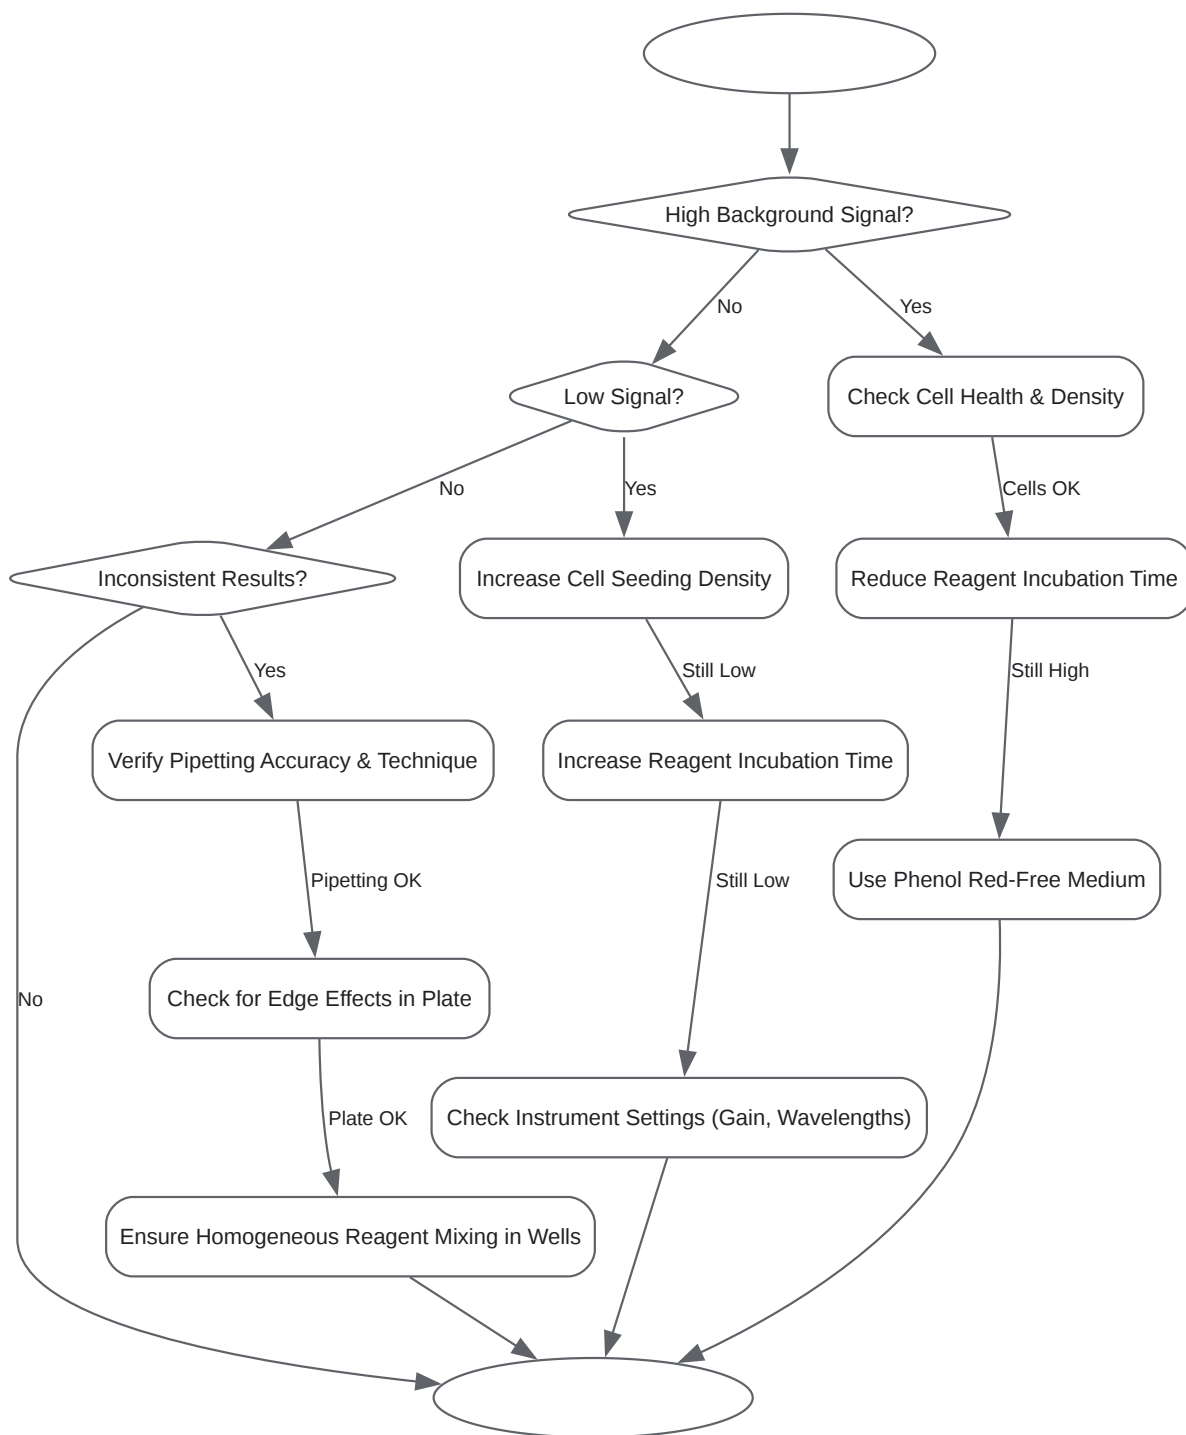 High Background Signal?
No
Yes
Low Signal?
Check Cell Health & Density
No
Yes
Cells OK
Inconsistent Results?
Increase Cell Seeding Density
Reduce Reagent Incubation Time
Yes
Still Low
Still High
Verify Pipetting Accuracy & Technique
Increase Reagent Incubation Time
Pipetting OK
Still Low
Use Phenol Red-Free Medium
No
Check for Edge Effects in Plate
Plate OK
Check Instrument Settings (Gain, Wavelengths)
Ensure Homogeneous Reagent Mixing in Wells